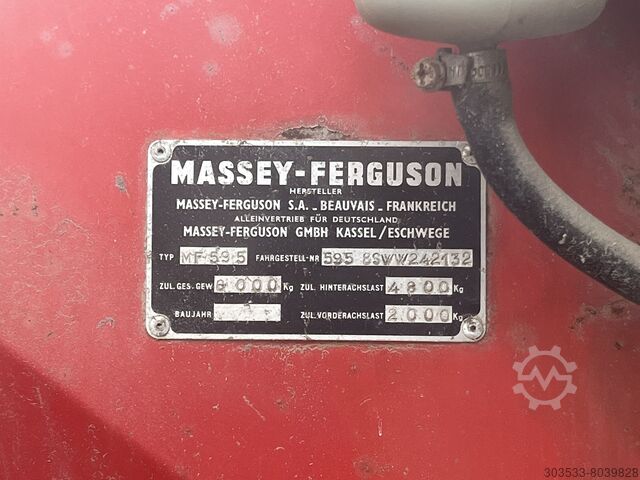 MASSEY-FERGUSON
HERSTELLER
MASSEY-FERGUSON S.A. - BEAUVAIS - FRANKREICH
ALLEINVERTRIEB FÜR DEUTSCHLAND
MASSEY-FERGUSON GMBH KASSEL/ESCHWEGE
TYP MF 595 FAHRGESTELL-NR 595 8SWW242132
ZUL. GES. GEW 6000 Kg ZUL. HINTERACHSLAST 4800 Kg
BAUJAHR ZUL. VORDERACHSLAST 2000 Kg
303533-8039828